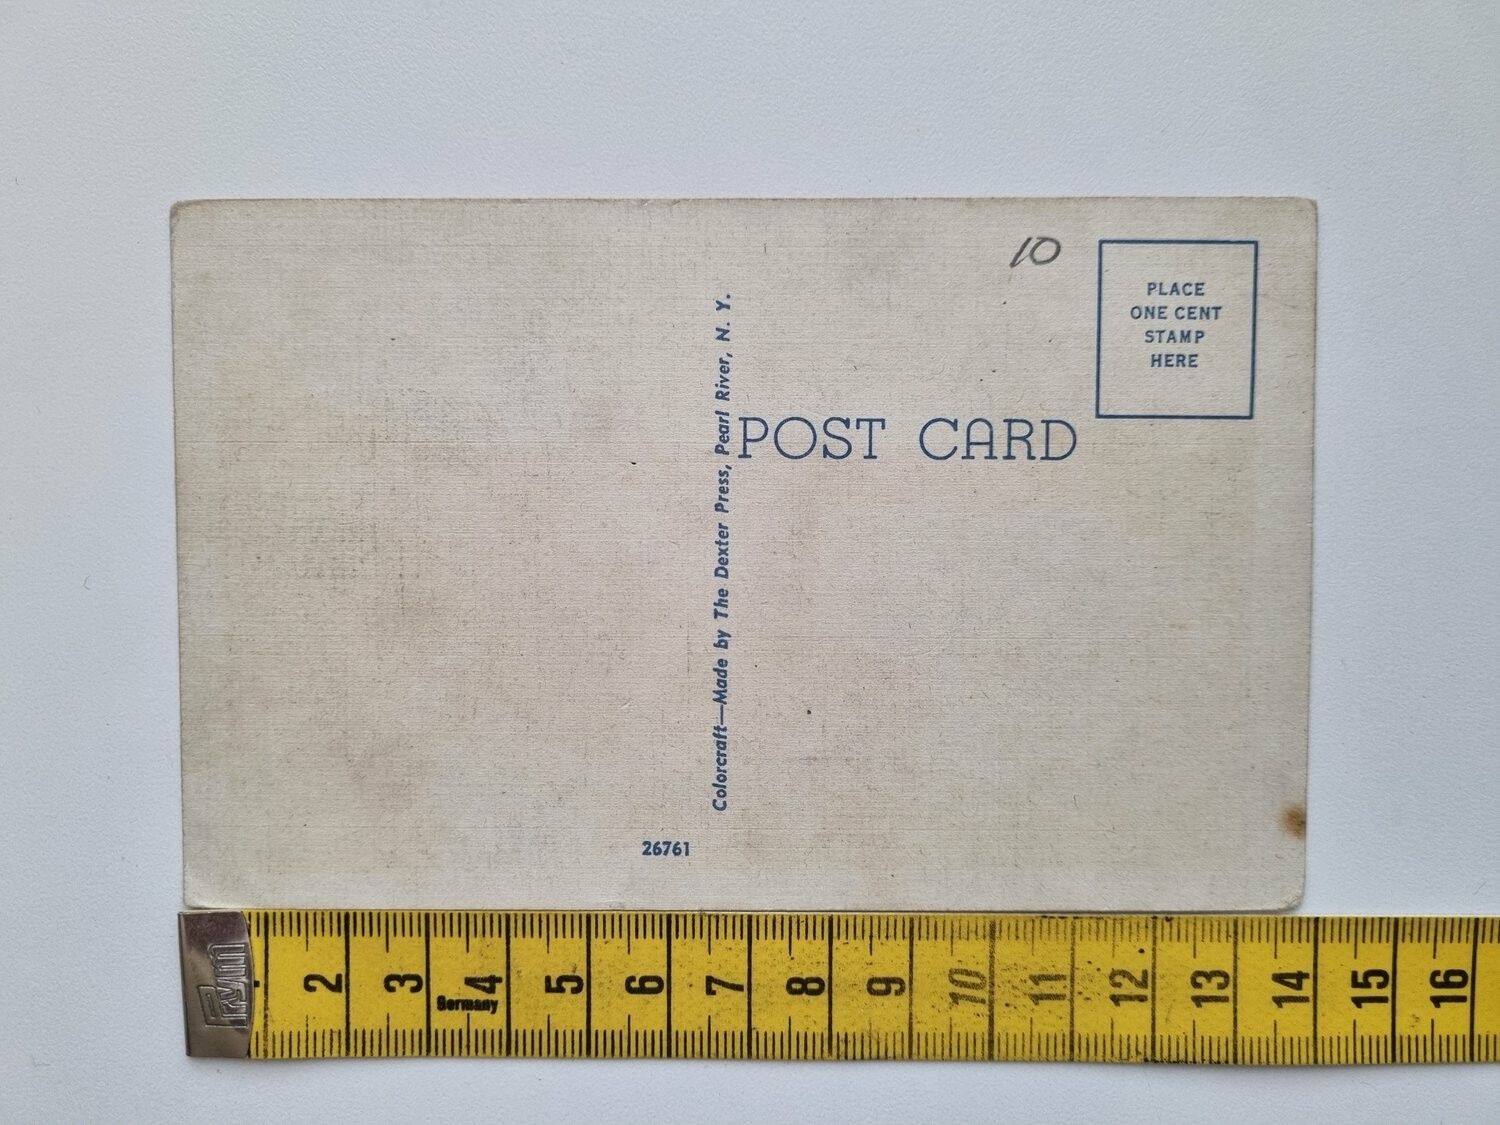 10
PLACE
ONE CENT
STAMP
HERE
POST CARD
Colorcraft—Made by The Dexter Press, Pearl River, N. Y.
26761
Prym
2 3 4 5 6 7 8 9 10 11 12 13 14 15 16
Germany